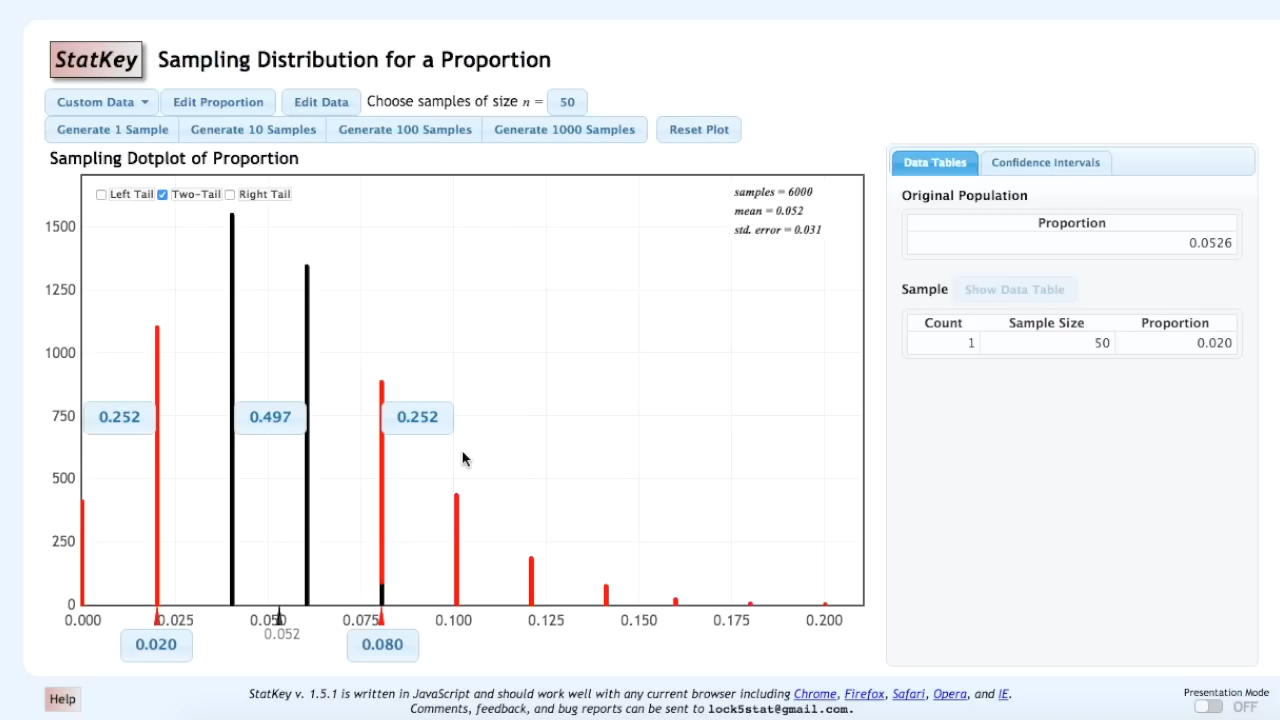 StatKey Sampling Distribution for a Proportion
Custom Data Edit Proportion Edit Data Choose samples of size n = 50
Generate 1 Sample Generate 10 Samples Generate 100 Samples Generate 1000 Samples Reset Plot
Sampling Dotplot of Proportion
Left Tail Two-Tail Right Tail
samples = 6000
mean = 0.052
std. error = 0.031
1500
1250
1000
750
500
250
0
0.252 0.497 0.252
0.000 0.025 0.050 0.075 0.100 0.125 0.150 0.175 0.200
0.052
0.020 0.080
Data Tables Confidence Intervals
Original Population
Proportion
0.0526
Sample Show Data Table
Count Sample Size Proportion
1 50 0.020
Help
StatKey v. 1.5.1 is written in JavaScript and should work well with any current browser including Chrome, Firefox, Safari, Opera, and IE.
Comments, feedback, and bug reports can be sent to lock5stat@gmail.com.
Presentation Mode
OFF